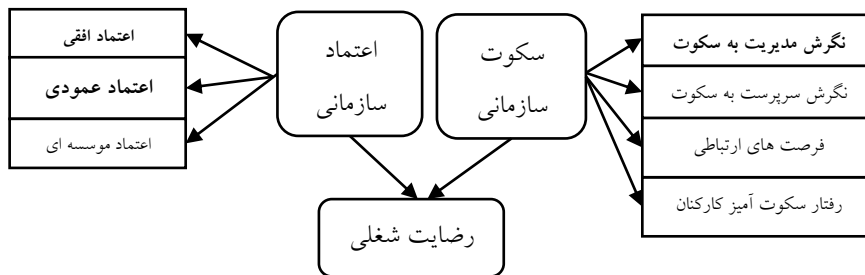 نگرش مدیریت به سکوت
نگرش سرپرست به سکوت
فرصت های ارتباطی
رفتار سکوت آمیز کارکنان
سکوت
سازمانی
اعتماد
سازمانی
اعتماد افقی
اعتماد عمودی
اعتماد موسسه ای
رضایت شغلی